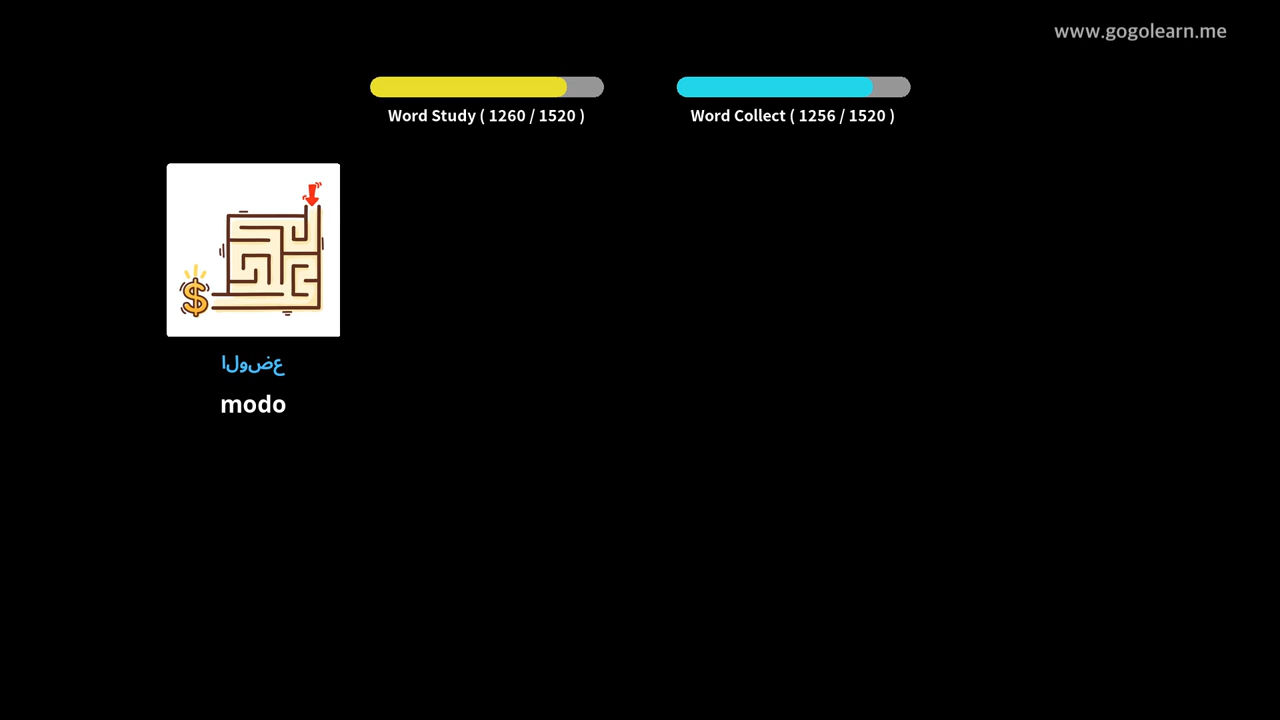 www.gogolearn.me
Word Study ( 1260 / 1520 )
Word Collect ( 1256 / 1520 )
$
الوضع
modo